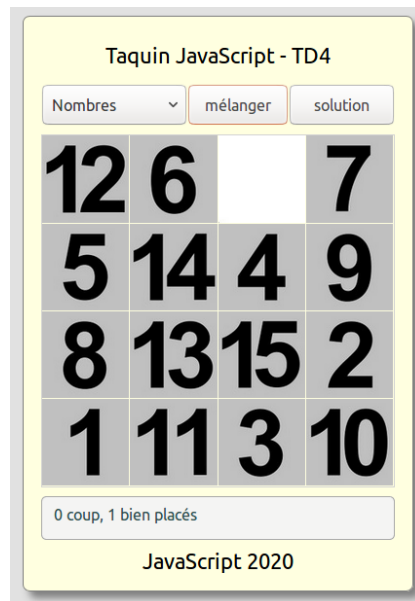 Taquin JavaScript - TD4
Nombres mélanger solution
12 6 7
5 14 4 9
8 13 15 2
1 11 3 10
0 coup, 1 bien placés
JavaScript 2020